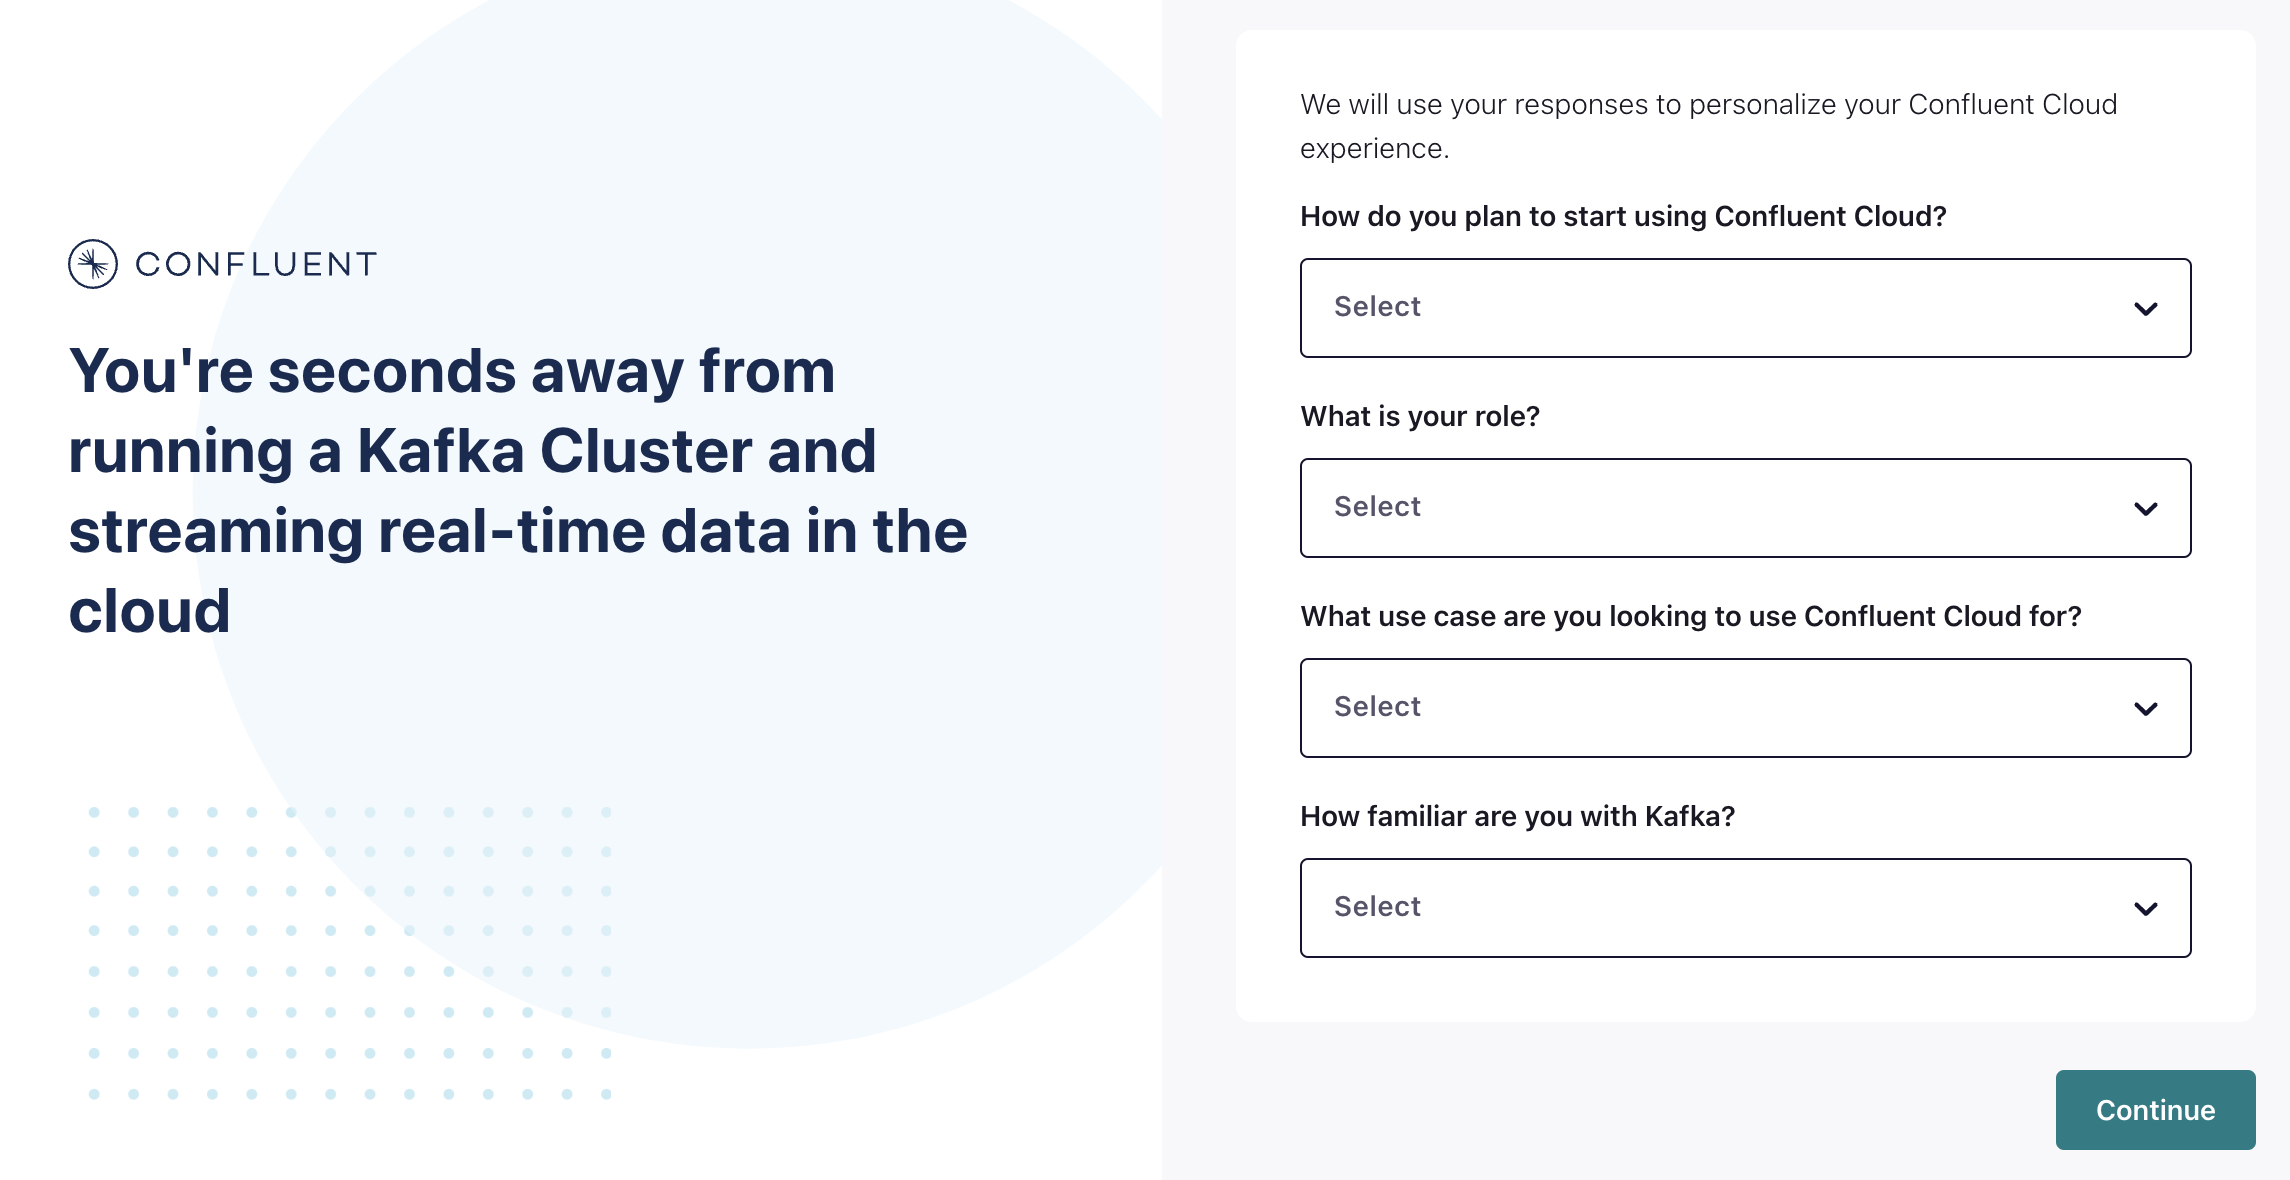 CONFLUENT
You're seconds away from
running a Kafka Cluster and
streaming real-time data in the
cloud
We will use your responses to personalize your Confluent Cloud
experience.
How do you plan to start using Confluent Cloud?
Select
What is your role?
Select
What use case are you looking to use Confluent Cloud for?
Select
How familiar are you with Kafka?
Select
Continue